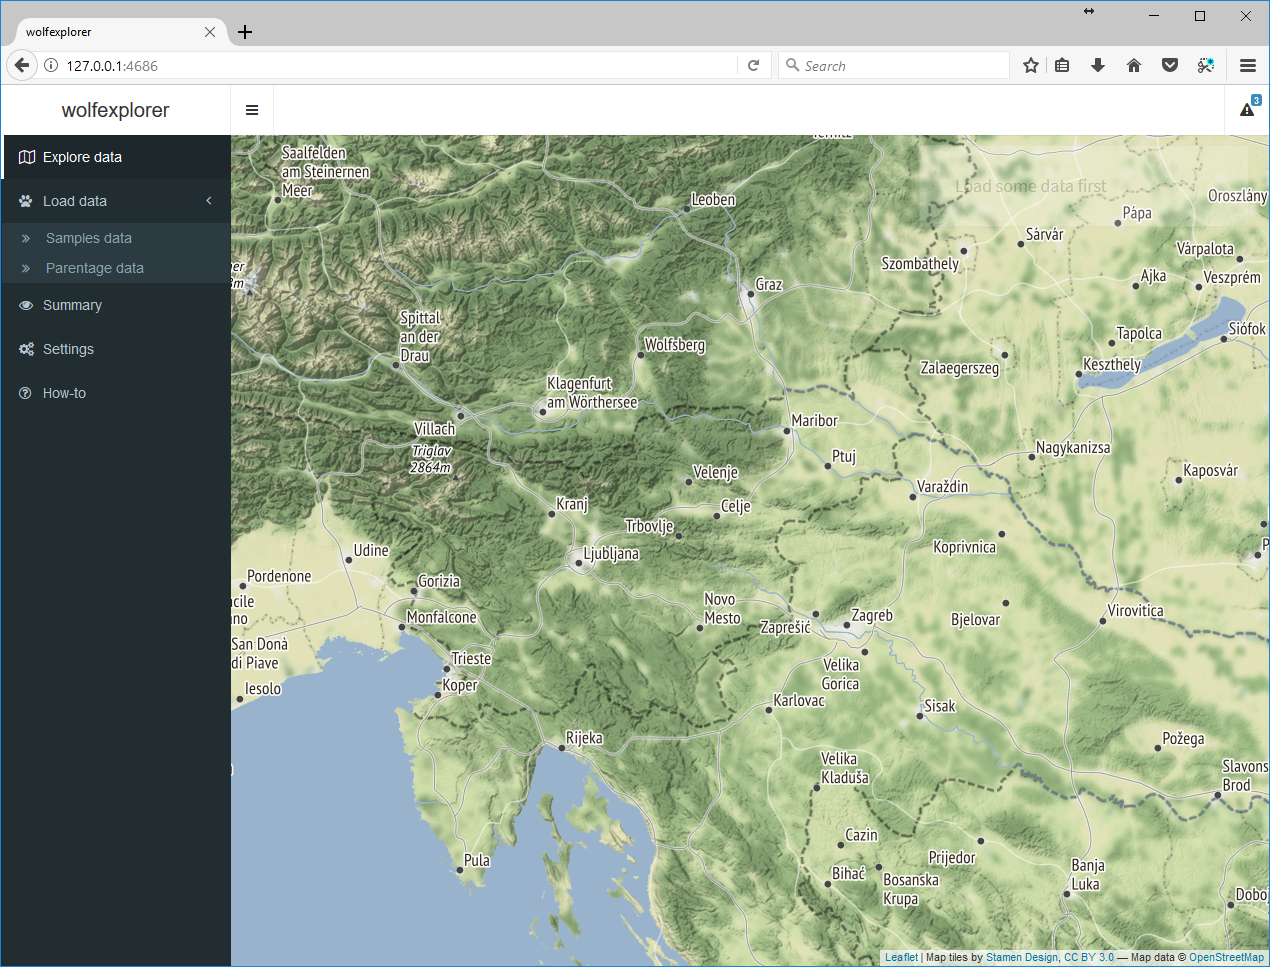 wolfexplorer
127.0.0.1:4686
Search
wolfexplorer
3
Explore data
Load data
Samples data
Parentage data
Summary
Settings
How-to
Load some data first
Saalfelden
am Steinernen
Meer
Leoben
Oroszlány
Pápa
Sárvár
Várpalota
Szombathely
Ajka
Veszprém
Graz
Spittal
an der
Drau
Siófok
Tapolca
Wolfsberg
Keszthely
Zalaegerszeg
Klagenfurt
am Wörthersee
Villach
Maribor
Triglav
2864m
Nagykanizsa
Ptuj
Velenje
Kaposvár
Varaždin
Kranj
Celje
Trbovlje
Koprivnica
Udine
Ljubljana
Pordenone
Gorizia
Novo
Mesto
Monfalcone
Zaprešić
Zagreb
Bjelovar
Virovitica
San Donà
di Piave
Trieste
Velika
Gorica
Koper
Iesolo
Karlovac
Sisak
Rijeka
Požega
Velika
Kladuša
Slavons
Brod
Cazin
Pula
Prijedor
Bihać
Bosanska
Krupa
Banja
Luka
Doboj
Leaflet | Map tiles by Stamen Design, CC BY 3.0 — Map data © OpenStreetMap